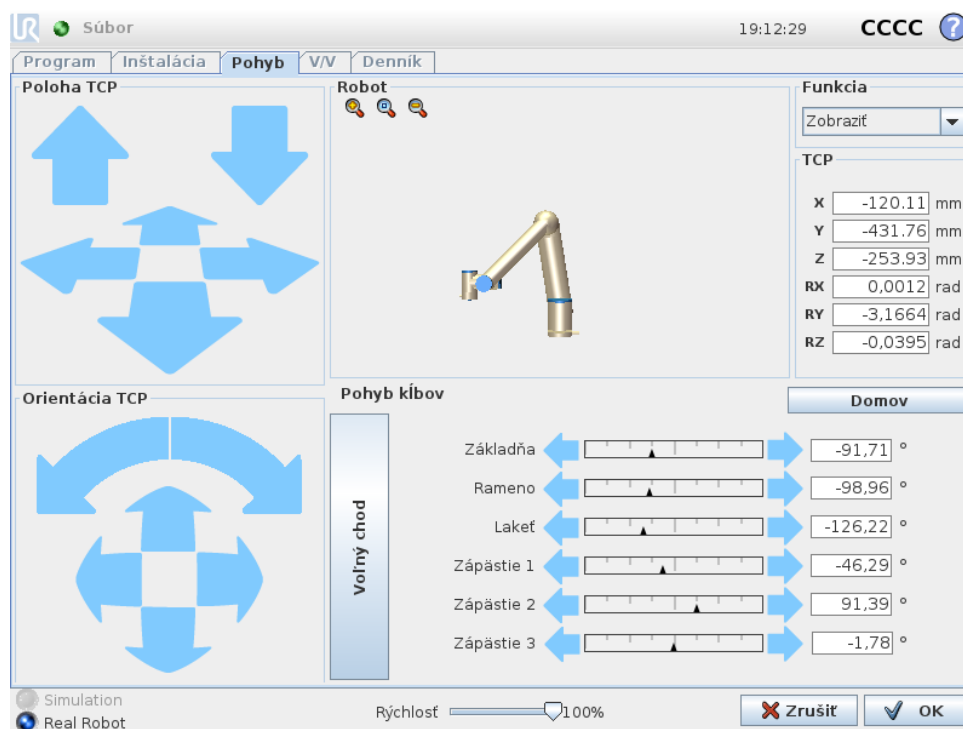 UR Súbor 19:12:29 CCCC ?
Program Inštalácia Pohyb V/V Denník
Poloha TCP
Robot
Funkcia
Zobraziť
TCP
X -120.11 mm
Y -431.76 mm
Z -253.93 mm
RX 0,0012 rad
RY -3,1664 rad
RZ -0,0395 rad
Orientácia TCP
Pohyb kĺbov
Domov
Voľný chod
Základňa -91,71 °
Rameno -98,96 °
Lakeť -126,22 °
Zápästie 1 -46,29 °
Zápästie 2 91,39 °
Zápästie 3 -1,78 °
Simulation
Real Robot
Rýchlosť 100%
Zrušiť OK